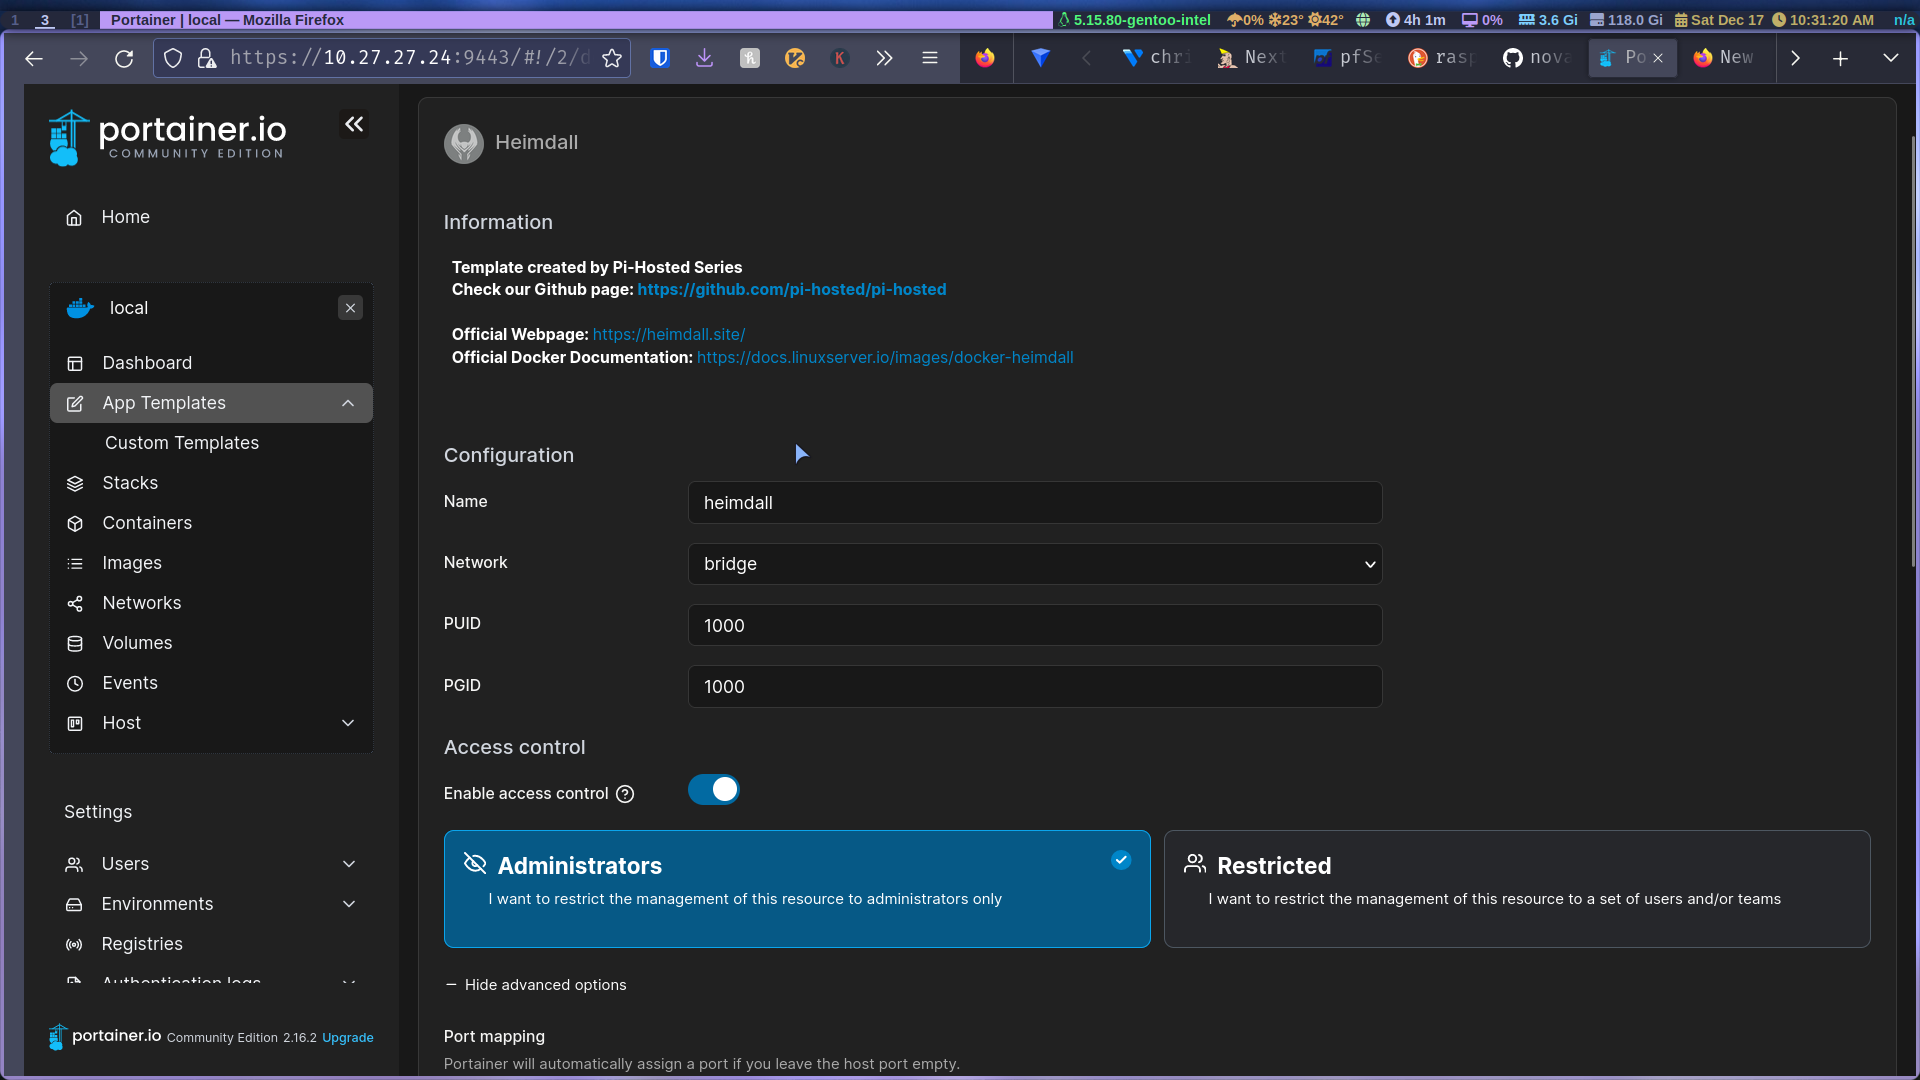 1 3 [1] Portainer | local — Mozilla Firefox 5.15.80-gentoo-intel 0% 23° 42° 4h 1m 0% 3.6 Gi 118.0 Gi Sat Dec 17 10:31:20 AM n/a
https://10.27.27.24:9443/#!/2/d chri Next pfSe rasp nova Po New
portainer.io
COMMUNITY EDITION
Home
local
Dashboard
App Templates
Custom Templates
Stacks
Containers
Images
Networks
Volumes
Events
Host
Settings
Users
Environments
Registries
Authentication logs
portainer.io Community Edition 2.16.2 Upgrade
Heimdall
Information
Template created by Pi-Hosted Series
Check our Github page: https://github.com/pi-hosted/pi-hosted
Official Webpage: https://heimdall.site/
Official Docker Documentation: https://docs.linuxserver.io/images/docker-heimdall
Configuration
Name heimdall
Network bridge
PUID 1000
PGID 1000
Access control
Enable access control
Administrators
I want to restrict the management of this resource to administrators only
Restricted
I want to restrict the management of this resource to a set of users and/or teams
Hide advanced options
Port mapping
Portainer will automatically assign a port if you leave the host port empty.